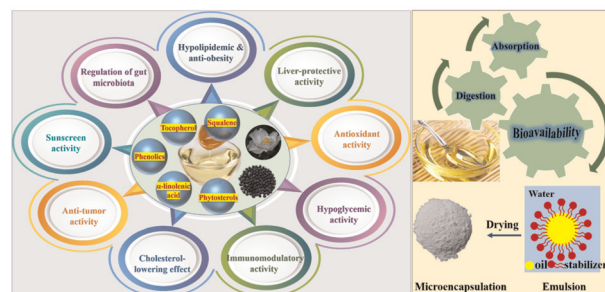 Hypolipidemic &
anti-obesity
Regulation of gut
microbiota
Liver-protective
activity
Tocopherol
Squalene
Sunscreen
activity
Phenolics
Antioxidant
activity
α-linolenic
acid
Phytosterols
Anti-tumor
activity
Hypoglycemic
activity
Cholesterol-
lowering effect
Immunomodulatory
activity
Absorption
Digestion
Bioavailability
Water
Drying
oil
stabilizer
Microencapsulation
Emulsion